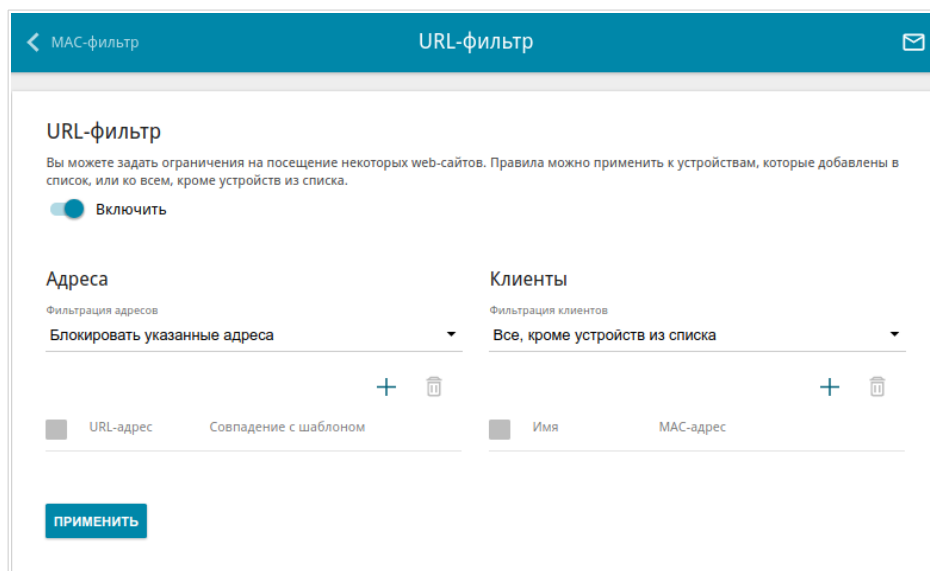 МАС-фильтр
URL-фильтр
URL-фильтр
Вы можете задать ограничения на посещение некоторых web-сайтов. Правила можно применить к устройствам, которые добавлены в
список, или ко всем, кроме устройств из списка.
Включить
Адреса
Фильтрация адресов
Блокировать указанные адреса
URL-адрес Совпадение с шаблоном
Клиенты
Фильтрация клиентов
Все, кроме устройств из списка
Имя МАС-адрес
ПРИМЕНИТЬ